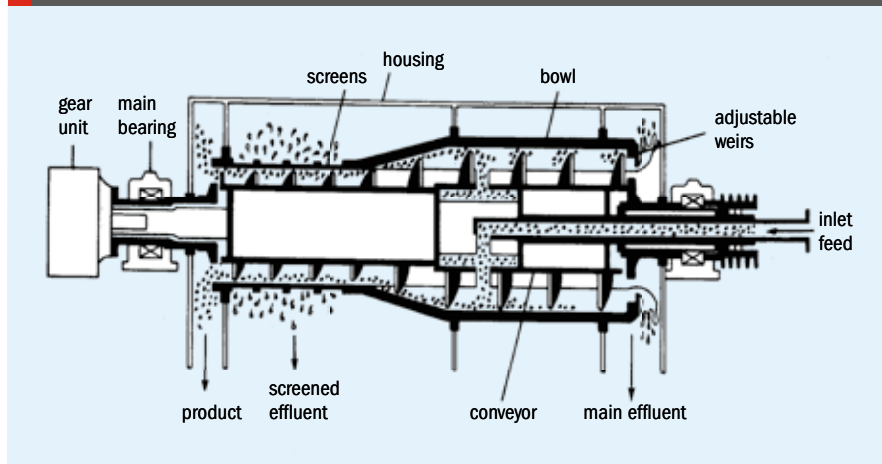 housing
screens
bowl
gear
unit
main
bearing
adjustable
weirs
inlet
feed
screened
effluent
product
conveyor
main effluent